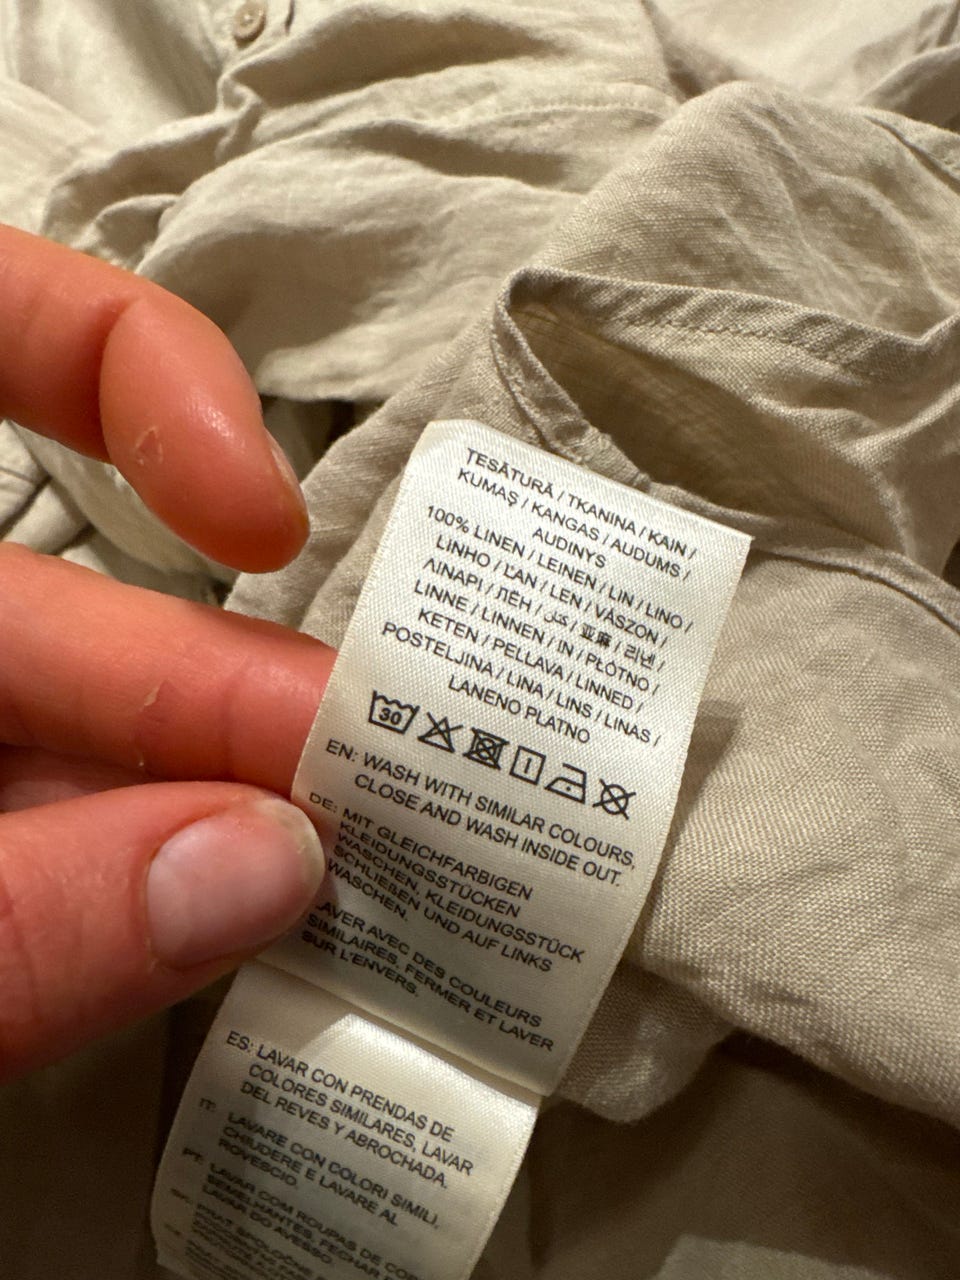 ȚESĂTURĂ / TKANINA / KAIN /
KUMAŞ / KANGAS / AUDUMS /
AUDINYS
100% LINEN / LEINEN / LIN / LINO /
LINHO / ĽAN / LEN / VÁSZON /
ΛΙΝΑΡΙ / ЛЁН / كتان / 亚麻 / 리넨 /
LINNE / LINNEN / IN / PŁÓTNO /
KETEN / PELLAVA / LINNED /
POSTELJINA / LINA / LINS / LINAS /
LANENO PLATNO
30
EN: WASH WITH SIMILAR COLOURS,
CLOSE AND WASH INSIDE OUT.
DE: MIT GLEICHFARBIGEN
KLEIDUNGSSTÜCKEN
WASCHEN, KLEIDUNGSSTÜCK
SCHLIEßEN UND AUF LINKS
WASCHEN.
LAVER AVEC DES COULEURS
SIMILAIRES, FERMER ET LAVER
SUR L'ENVERS.
ES: LAVAR CON PRENDAS DE
COLORES SIMILARES, LAVAR
DEL REVES Y ABROCHADA.
IT: LAVARE CON COLORI SIMILI,
CHIUDERE E LAVARE AL
ROVESCIO.
PT: LAVAR COM ROUPAS DE
SEMELHANTES, FECHAR
LAVAR DO AVESSO.
PRAT SPOLOČNE